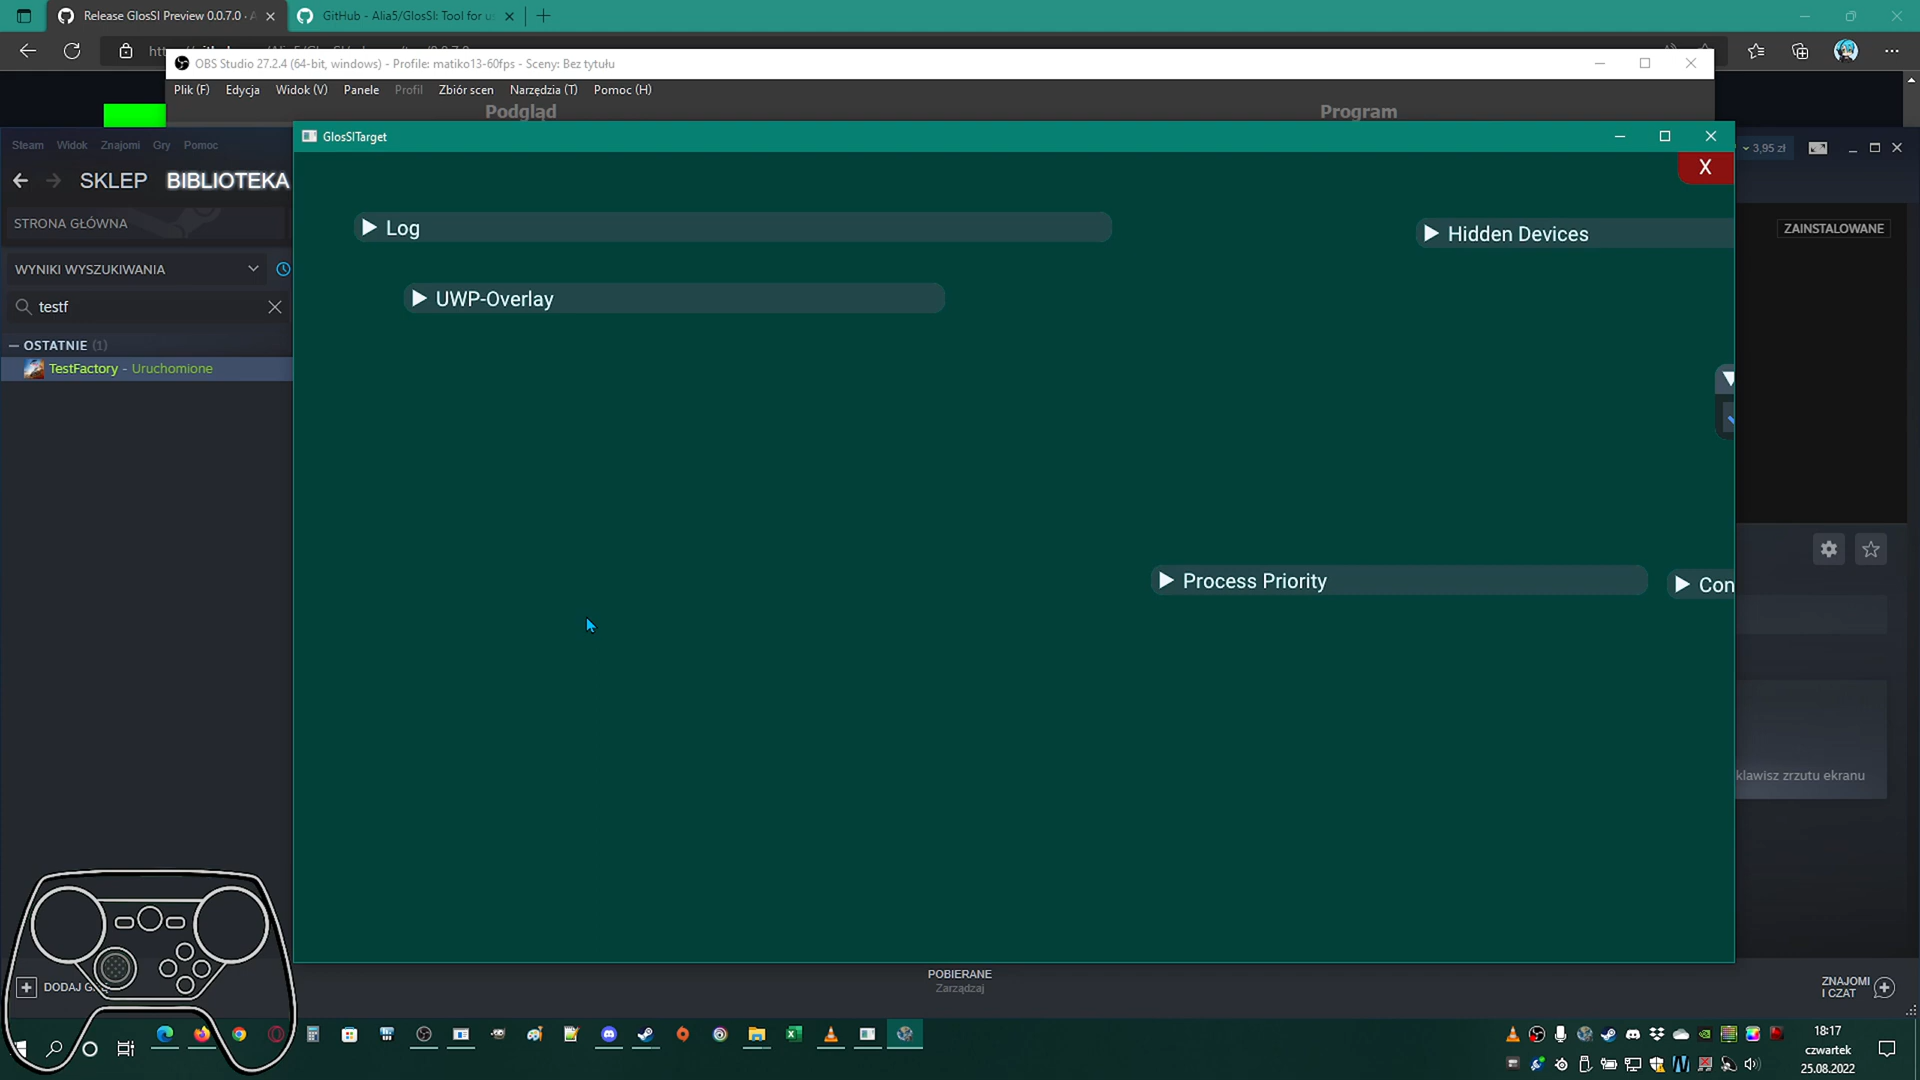 Release GlosSI Preview 0.0.7.0 ·
GitHub - Alia5/GlosSI: Tool for us
OBS Studio 27.2.4 (64-bit, windows) - Profile: matiko13-60fps - Sceny: Bez tytułu
Plik (F) Edycja Widok (V) Panele Profil Zbiór scen Narzędzia (T) Pomoc (H)
Podgląd Program
GlosSITarget
Steam Widok Znajomi Gry Pomoc
3,95 zł
X
SKLEP BIBLIOTEKA
STRONA GŁÓWNA
Log
Hidden Devices
ZAINSTALOWANE
WYNIKI WYSZUKIWANIA
UWP-Overlay
testf
OSTATNIE (1)
TestFactory - Uruchomione
Process Priority
Con
klawisz zrzutu ekranu
POBIERANE
Zarządzaj
DODAJ G
ZNAJOMI
I CZAT
18:17
czwartek
25.08.2022